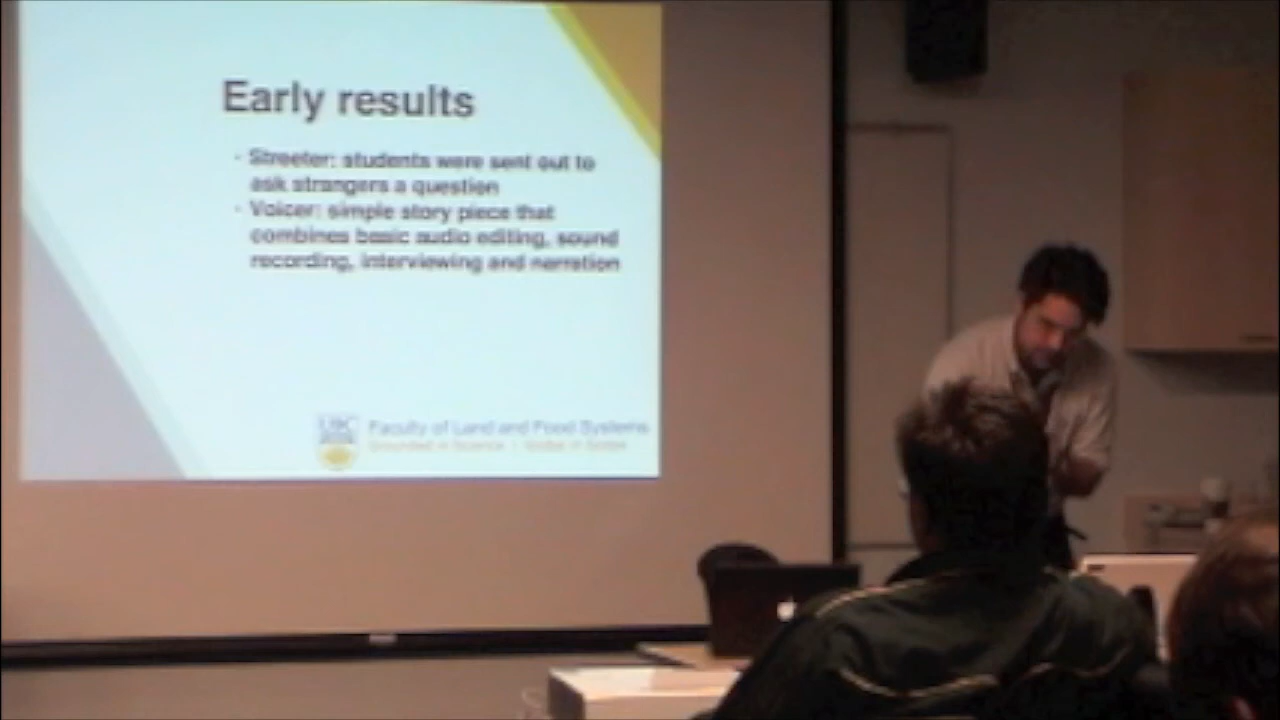 Early results
· Streeter: students were sent out to
ask strangers a question
· Voicer: simple story piece that
combines basic audio editing, sound
recording, interviewing and narration
UBC
Faculty of Land and Food Systems